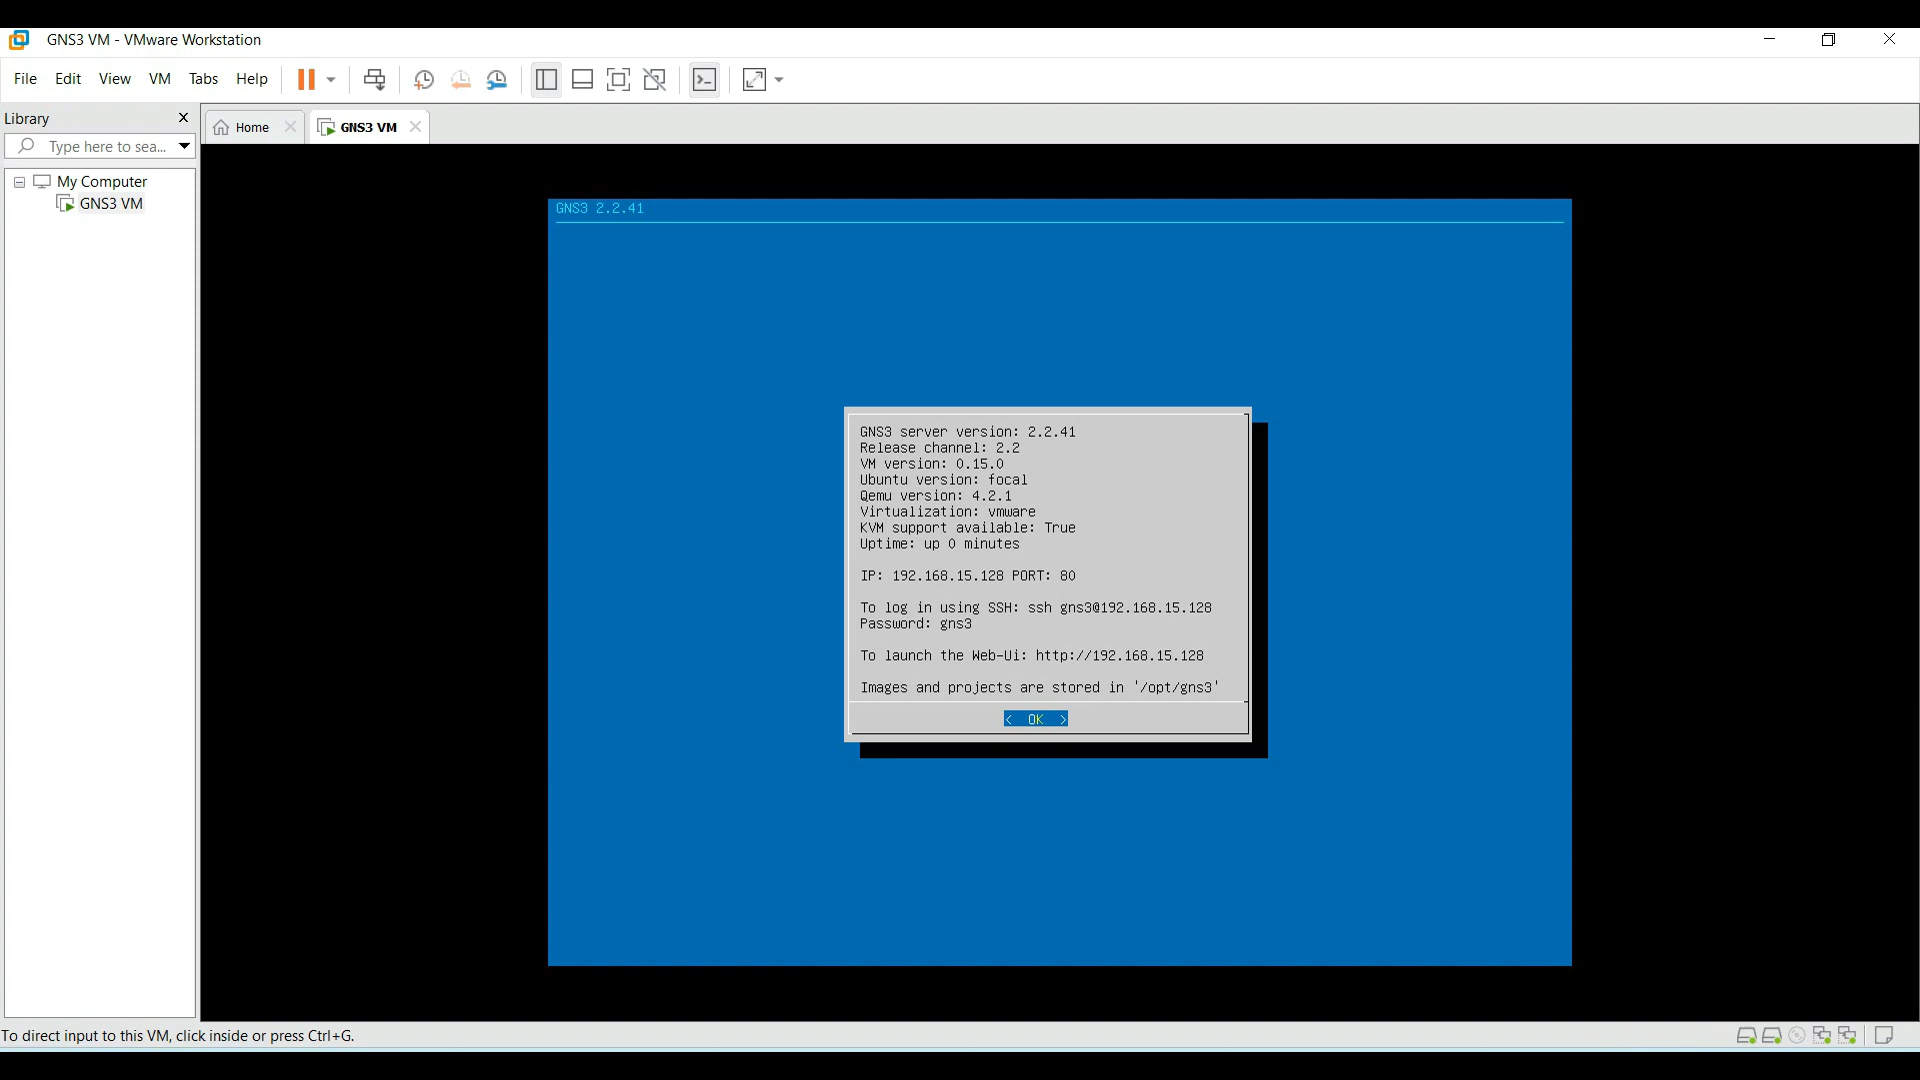 GNS3 VM - VMware Workstation
File Edit View VM Tabs Help
Library
Home
GNS3 VM
Type here to sea...
My Computer
GNS3 VM
GNS3 2.2.41
GNS3 server version: 2.2.41
Release channel: 2.2
VM version: 0.15.0
Ubuntu version: focal
Qemu version: 4.2.1
Virtualization: vmware
KVM support available: True
Uptime: up 0 minutes
IP: 192.168.15.128 PORT: 80
To log in using SSH: ssh gns3@192.168.15.128
Password: gns3
To launch the Web-Ui: http://192.168.15.128
Images and projects are stored in '/opt/gns3'
< OK >
To direct input to this VM, click inside or press Ctrl+G.